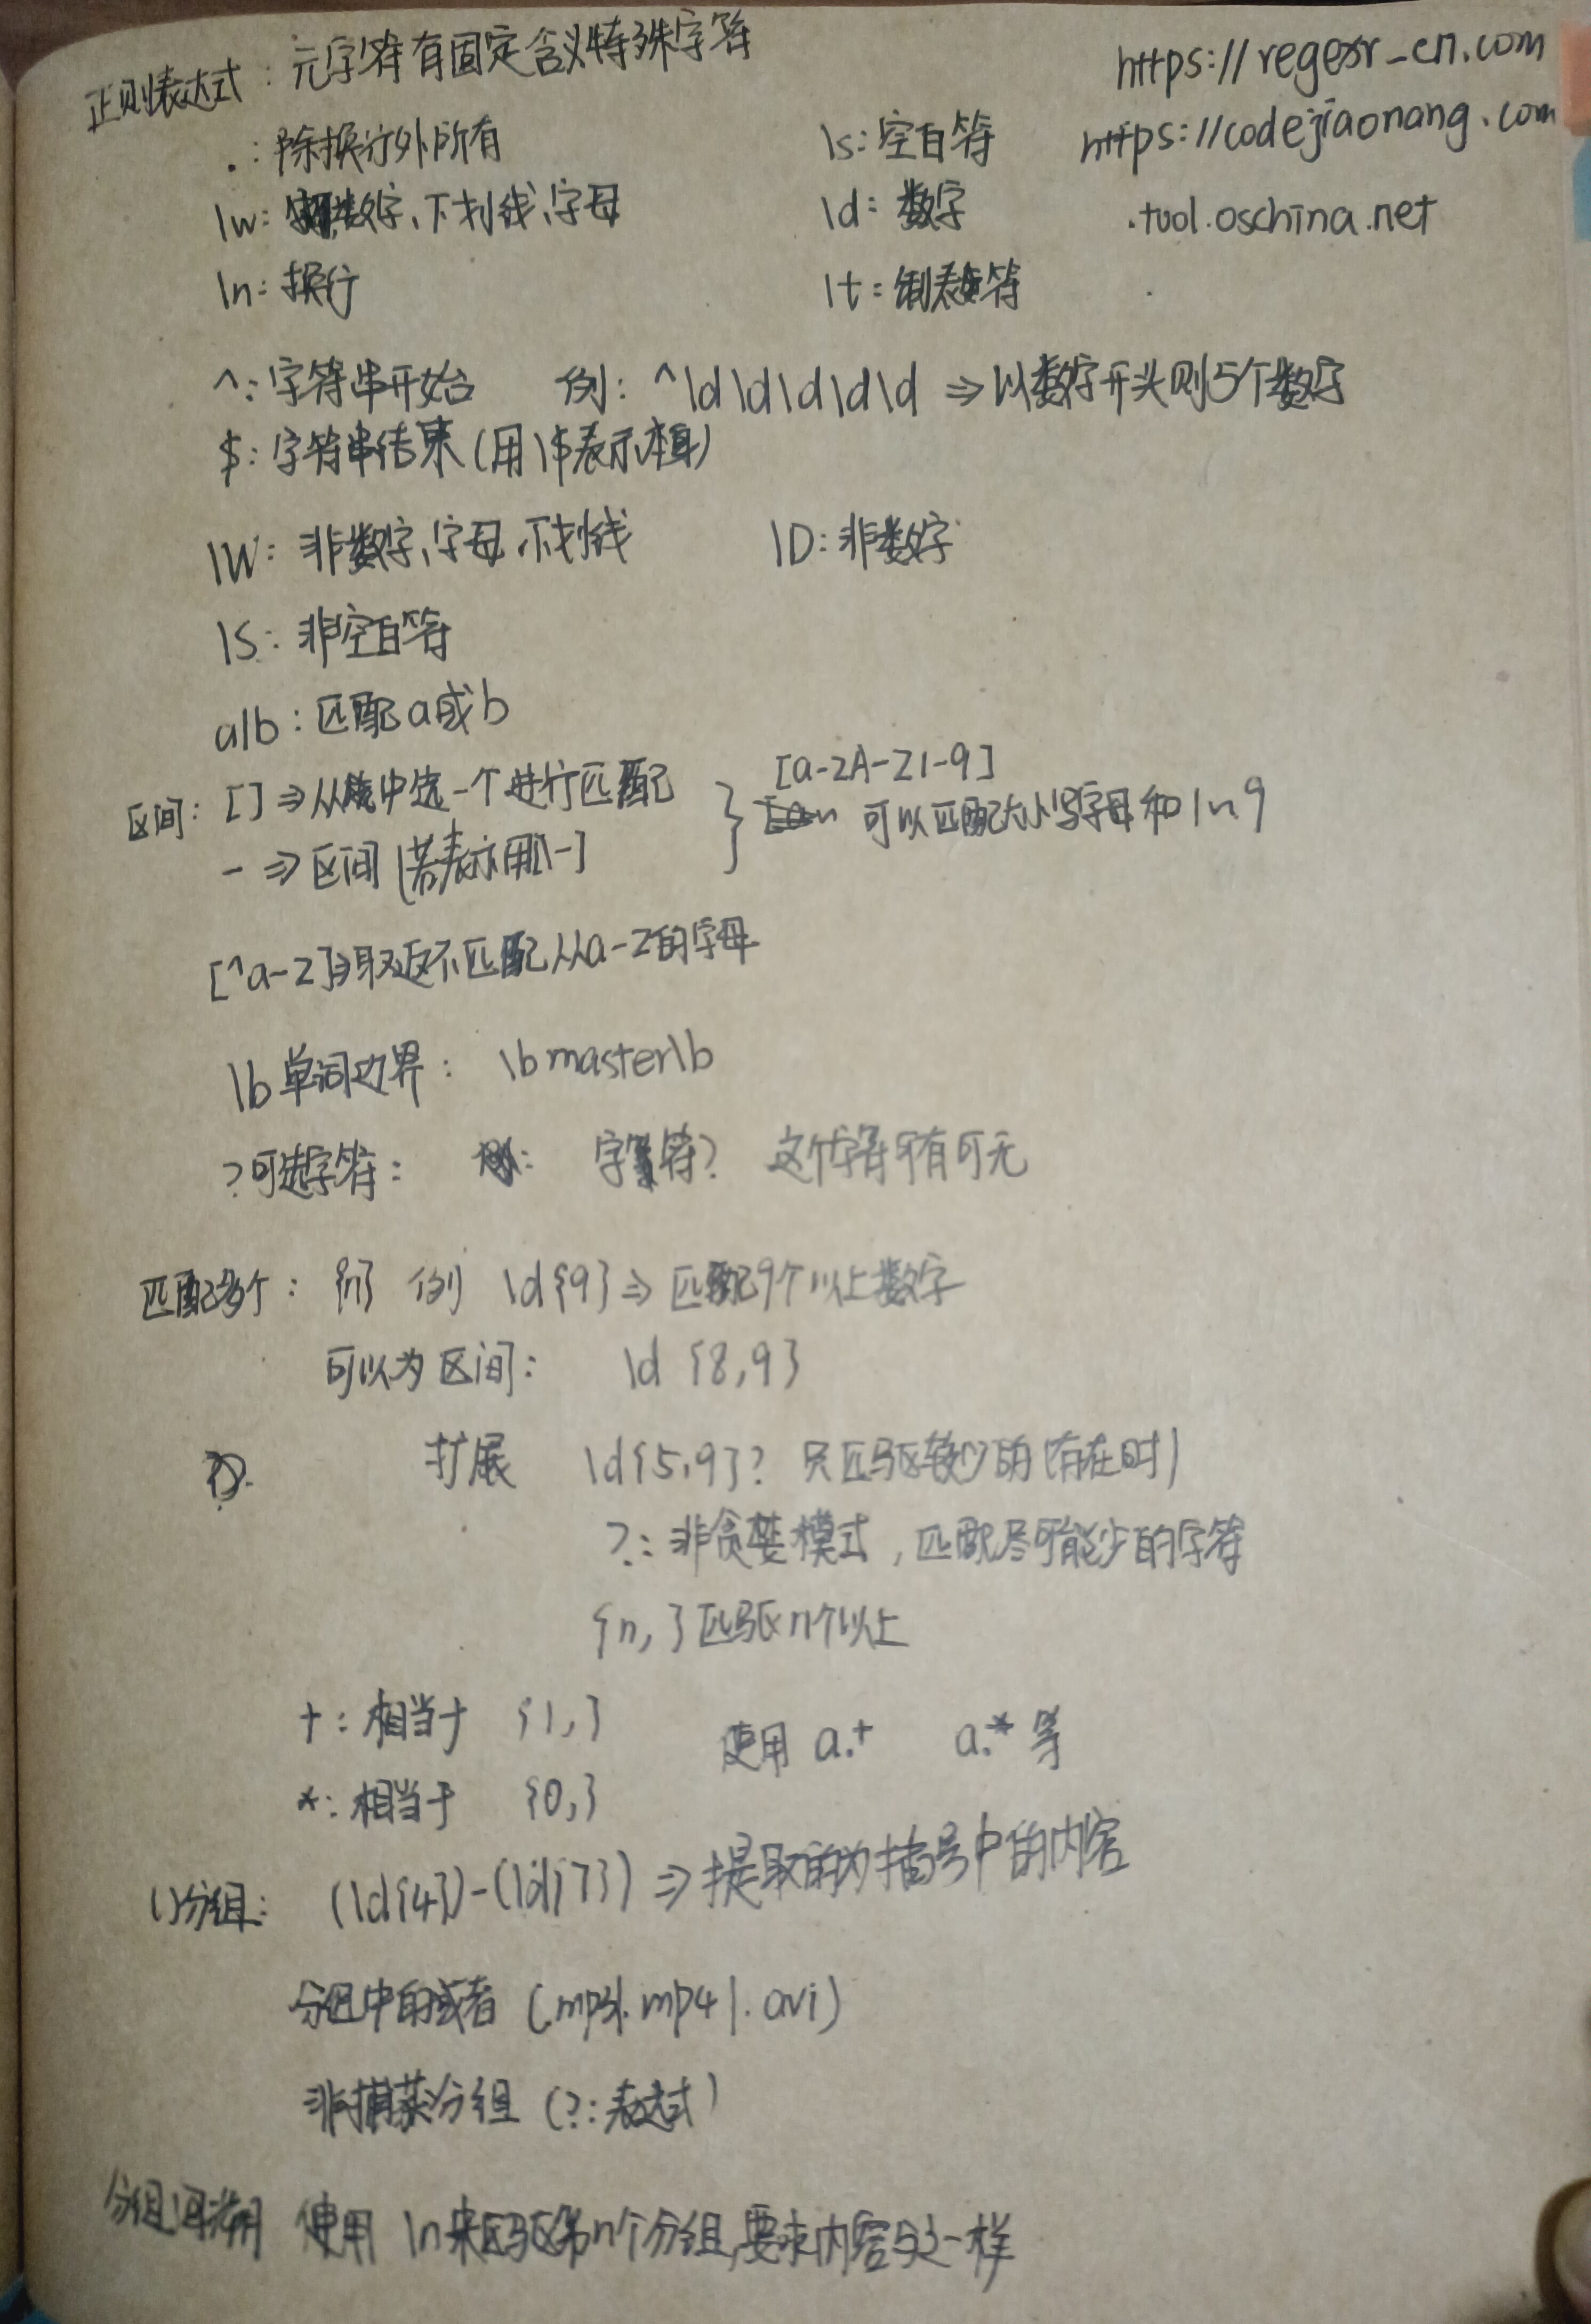 正则表达式：元字符有固定含义特殊字符
https://regexr-cn.com
https://codejiaonang.com
.tool.oschina.net
.：除换行外所有
\s：空白符
\w：数字、下划线、字母
\d：数字
\n：换行
\t：制表符
^：字符串开始 例：^\d\d\d\d\d ⇒以数字开头则5个数字
$：字符串结束(用\$表示本身)
\W：非数字、字母、下划线 \D：非数字
\S：非空白符
a|b：匹配a或b
区间：[]⇒从中选一个进行匹配
-⇒区间[若表示用\-]
[a-zA-Z1-9]
可以匹配大小写字母和1~9
[^a-z]⇒取返不匹配从a-z的字母
\b单词边界：\bmaster\b
?可选字符：例：字符? 这个字符可有可无
匹配多个：{n} 例 \d{9}⇒匹配9个以上数字
可以为区间：\d {8,9}
扩展 \d{5,9}? 只匹配较少的(存在时)
?：非贪婪模式，匹配尽可能少的字符
{n, }匹配n个以上
+：相当于 {1,}
使用 a.+ a.* 等
*：相当于 {0,}
()分组：(\d{4})-(\d{7})⇒提取的为括号中的内容
分组中的或者 (.mp3|.mp4|.avi)
非捕获分组 (?:表达式)
分组回溯 使用 \n来匹配第n个分组,要求内容与之一样